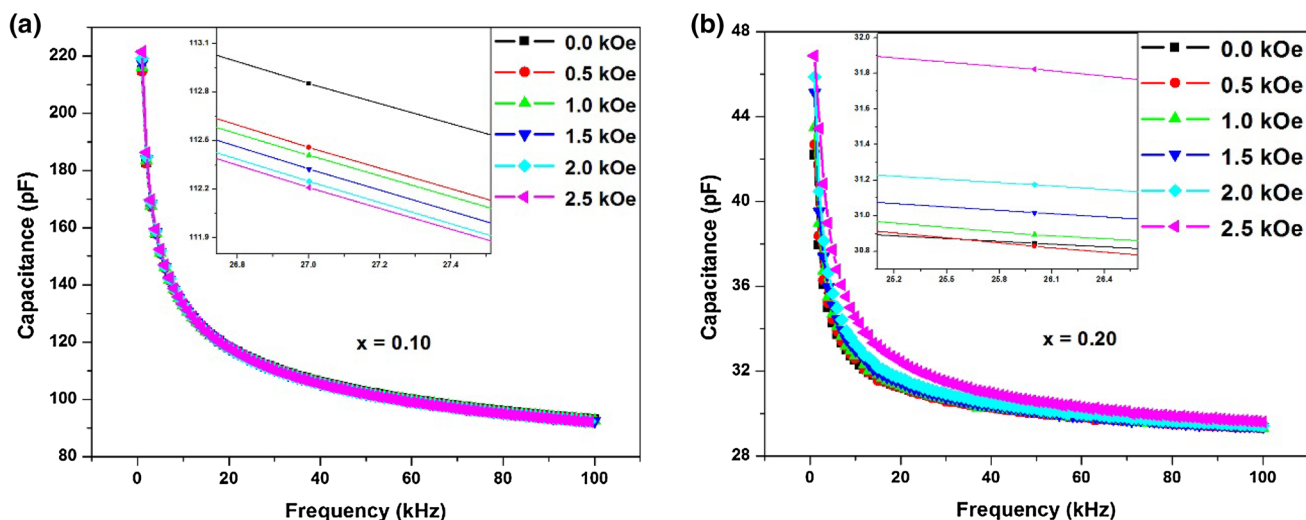 (a)
220
200
180
160
140
120
100
80
Capacitance (pF)
0
20
40
60
80
100
Frequency (kHz)
113.1
112.8
112.6
112.2
111.9
26.8
27.0
27.2
27.4
0.0 kOe
0.5 kOe
1.0 kOe
1.5 kOe
2.0 kOe
2.5 kOe
x = 0.10
(b)
48
44
40
36
32
28
Capacitance (pF)
0
20
40
60
80
100
Frequency (kHz)
32.0
31.7
31.4
31.2
31.0
30.8
26.2
26.6
25.8
26.1
26.4
0.0 kOe
0.5 kOe
1.0 kOe
1.5 kOe
2.0 kOe
2.5 kOe
x = 0.20